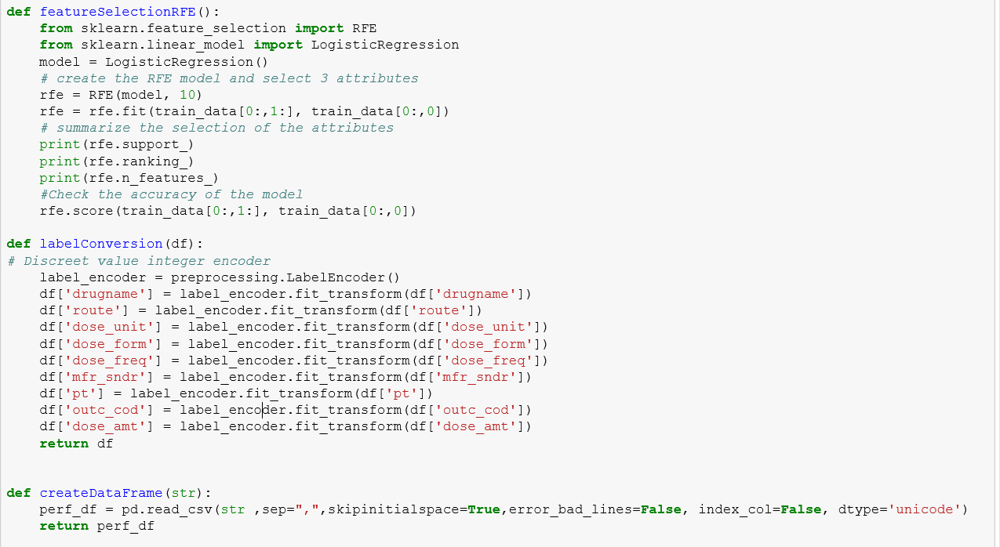 def featureSelectionRFE():
    from sklearn.feature_selection import RFE
    from sklearn.linear_model import LogisticRegression
    model = LogisticRegression()
    # create the RFE model and select 3 attributes
    rfe = RFE(model, 10)
    rfe = rfe.fit(train_data[0:,1:], train_data[0:,0])
    # summarize the selection of the attributes
    print(rfe.support_)
    print(rfe.ranking_)
    print(rfe.n_features_)
    #Check the accuracy of the model
    rfe.score(train_data[0:,1:], train_data[0:,0])

def labelConversion(df):
# Discreet value integer encoder
    label_encoder = preprocessing.LabelEncoder()
    df['drugname'] = label_encoder.fit_transform(df['drugname'])
    df['route'] = label_encoder.fit_transform(df['route'])
    df['dose_unit'] = label_encoder.fit_transform(df['dose_unit'])
    df['dose_form'] = label_encoder.fit_transform(df['dose_form'])
    df['dose_freq'] = label_encoder.fit_transform(df['dose_freq'])
    df['mfr_sndr'] = label_encoder.fit_transform(df['mfr_sndr'])
    df['pt'] = label_encoder.fit_transform(df['pt'])
    df['outc_cod'] = label_encoder.fit_transform(df['outc_cod'])
    df['dose_amt'] = label_encoder.fit_transform(df['dose_amt'])
    return df


def createDataFrame(str):
    perf_df = pd.read_csv(str ,sep=",",skipinitialspace=True,error_bad_lines=False, index_col=False, dtype='unicode')
    return perf_df